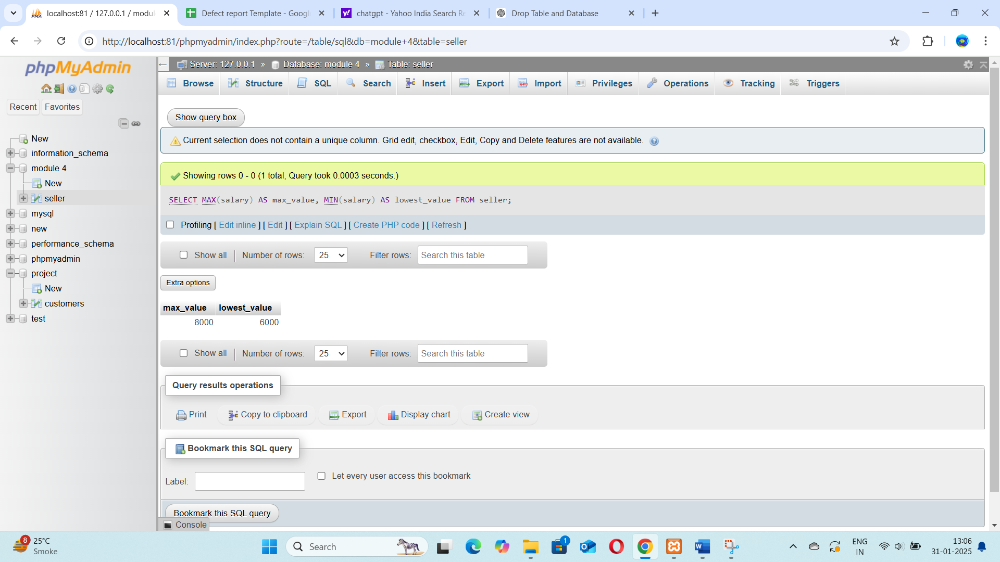 localhost:81 / 127.0.0.1 / modul
Defect report Template - Googl
chatgpt - Yahoo India Search Re
Drop Table and Database
http://localhost:81/phpmyadmin/index.php?route=/table/sql&db=module+4&table=seller
phpMyAdmin
Recent
Favorites
New
information_schema
module 4
New
seller
mysql
new
performance_schema
phpmyadmin
project
New
customers
test
Server: 127.0.0.1 » Database: module 4 » Table: seller
Browse
Structure
SQL
Search
Insert
Export
Import
Privileges
Operations
Tracking
Triggers
Show query box
Current selection does not contain a unique column. Grid edit, checkbox, Edit, Copy and Delete features are not available.
Showing rows 0 - 0 (1 total, Query took 0.0003 seconds.)
SELECT MAX(salary) AS max_value, MIN(salary) AS lowest_value FROM seller;
Profiling [ Edit inline ] [ Edit ] [ Explain SQL ] [ Create PHP code ] [ Refresh ]
Show all | Number of rows: 25 Filter rows: Search this table
Extra options
max_value lowest_value
8000 6000
Show all | Number of rows: 25 Filter rows: Search this table
Query results operations
Print
Copy to clipboard
Export
Display chart
Create view
Bookmark this SQL query
Label:
Let every user access this bookmark
Bookmark this SQL query
Console
8
25°C
Smoke
Search
1
ENG
IN
13:06
31-01-2025